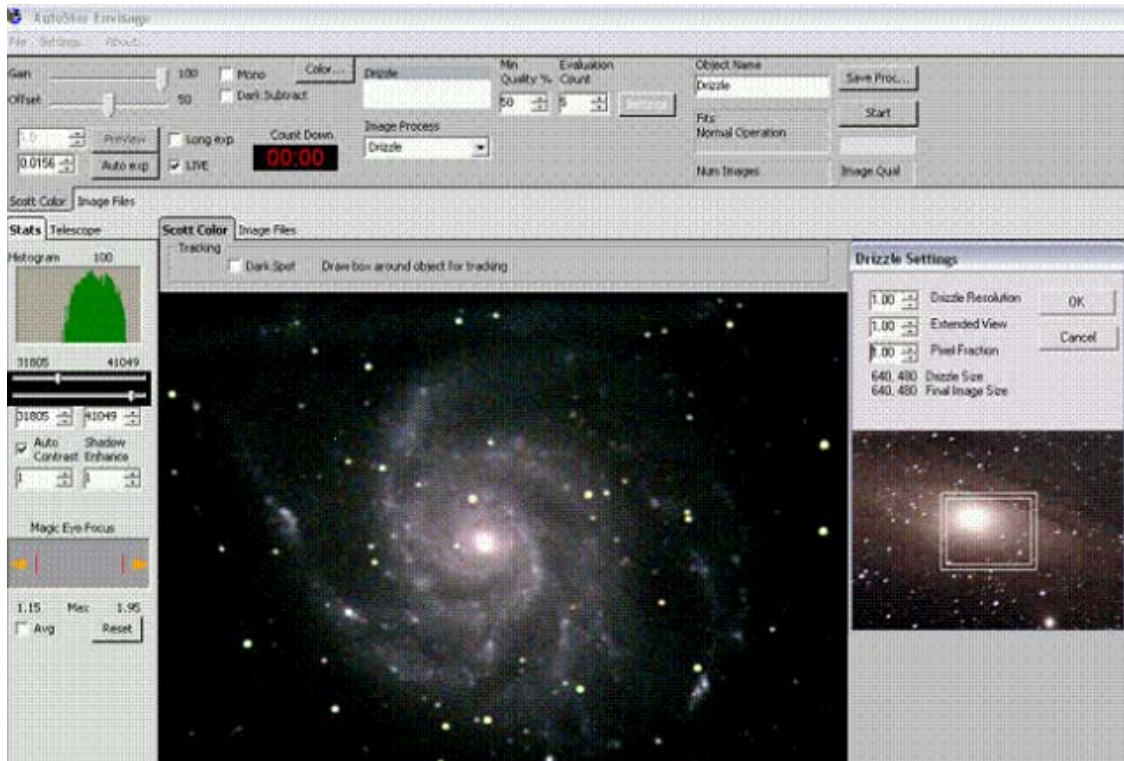 AutoStar Envisage
File Settings... About...
Gain 100 Mono Color... Drizzle Min Quality % Evaluation Count Object Name Save Proc...
Offset 50 Dark Subtract 50 5 Settings Drizzle Start
Fits:
Normal Operation
1.0 Preview Long exp Count Down Image Process
0.0156 Auto exp LIVE 00:00 Drizzle
Num Images Image Qual
Scott Color Image Files
Stats Telescope
Histogram 100
31805 41049
31805 41049
Auto Contrast Shadow Enhance
1 1
Magic Eye Focus
1.15 Max 1.95
Avg Reset
Scott Color Image Files
Tracking
Dark Spot Draw box around object for tracking
Drizzle Settings
1.00 Drizzle Resolution OK
1.00 Extended View Cancel
1.00 Pixel Fraction
640, 480 Drizzle Size
640, 480 Final Image Size